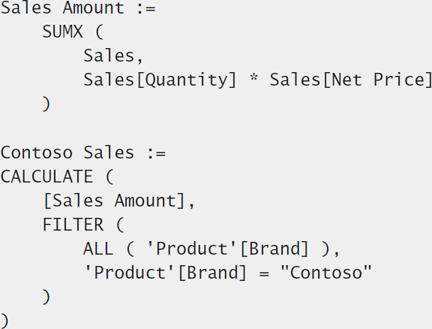 Sales Amount :=
SUMX (
Sales,
Sales[Quantity] * Sales[Net Price]
)
Contoso Sales :=
CALCULATE (
[Sales Amount],
FILTER (
ALL ( 'Product'[Brand] ),
'Product'[Brand] = "Contoso"
)
)